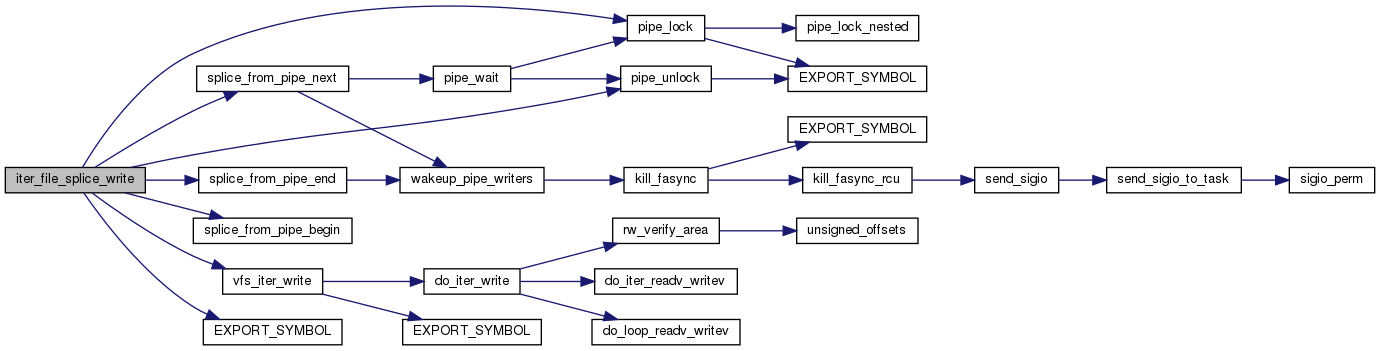 pipe_lock
pipe_lock_nested
splice_from_pipe_next
pipe_wait
pipe_unlock
EXPORT_SYMBOL
EXPORT_SYMBOL
iter_file_splice_write
splice_from_pipe_end
wakeup_pipe_writers
kill_fasync
kill_fasync_rcu
send_sigio
send_sigio_to_task
sigio_perm
splice_from_pipe_begin
rw_verify_area
unsigned_offsets
vfs_iter_write
do_iter_write
do_iter_readv_writev
EXPORT_SYMBOL
EXPORT_SYMBOL
do_loop_readv_writev